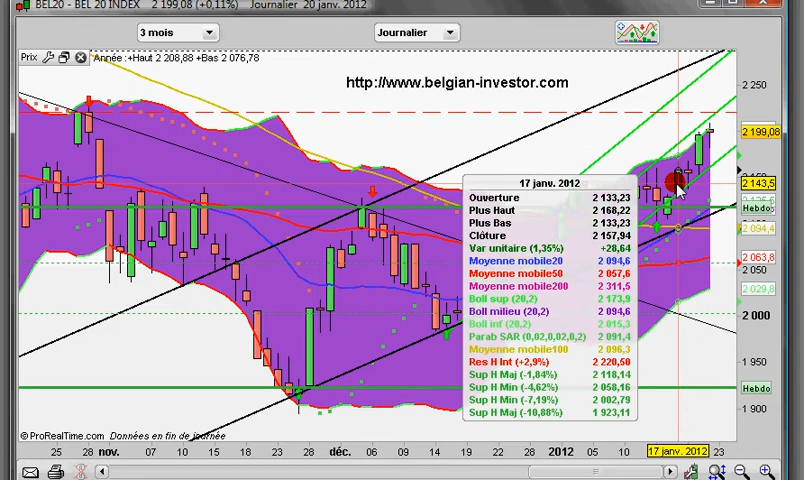 BEL20 - BEL 20 INDEX 2 199,08 (+0,11%) Journalier 20 janv. 2012
3 mois
Journalier
Prix
Année : +Haut 2 208,88 +Bas 2 076,78
http://www.belgian-investor.com
2 250
2 199,08
2 143,5
Hebdo
2 094,4
2 063,8
2 050
2 029,8
2 000
1 950
Hebdo
1 900
17 janv. 2012
Ouverture 2 133,23
Plus Haut 2 168,22
Plus Bas 2 133,23
Clôture 2 157,94
Var unitaire (1,35%) +28,64
Moyenne mobile20 2 094,6
Moyenne mobile50 2 057,6
Moyenne mobile200 2 311,5
Boll sup (20,2) 2 173,9
Boll milieu (20,2) 2 094,6
Boll inf (20,2) 2 015,3
Parab SAR (0,02,0,02,0,2) 2 091,4
Moyenne mobile100 2 096,3
Res H Int (+2,9%) 2 220,50
Sup H Maj (-1,84%) 2 118,14
Sup H Min (-4,62%) 2 058,16
Sup H Min (-7,19%) 2 002,79
Sup H Maj (-10,88%) 1 923,11
© ProRealTime.com Données en fin de journée
25 28 nov. 07 10 15 18 23 28 déc. 06 09 14 19 22 27 2012 05 10 17 janv. 2012 23